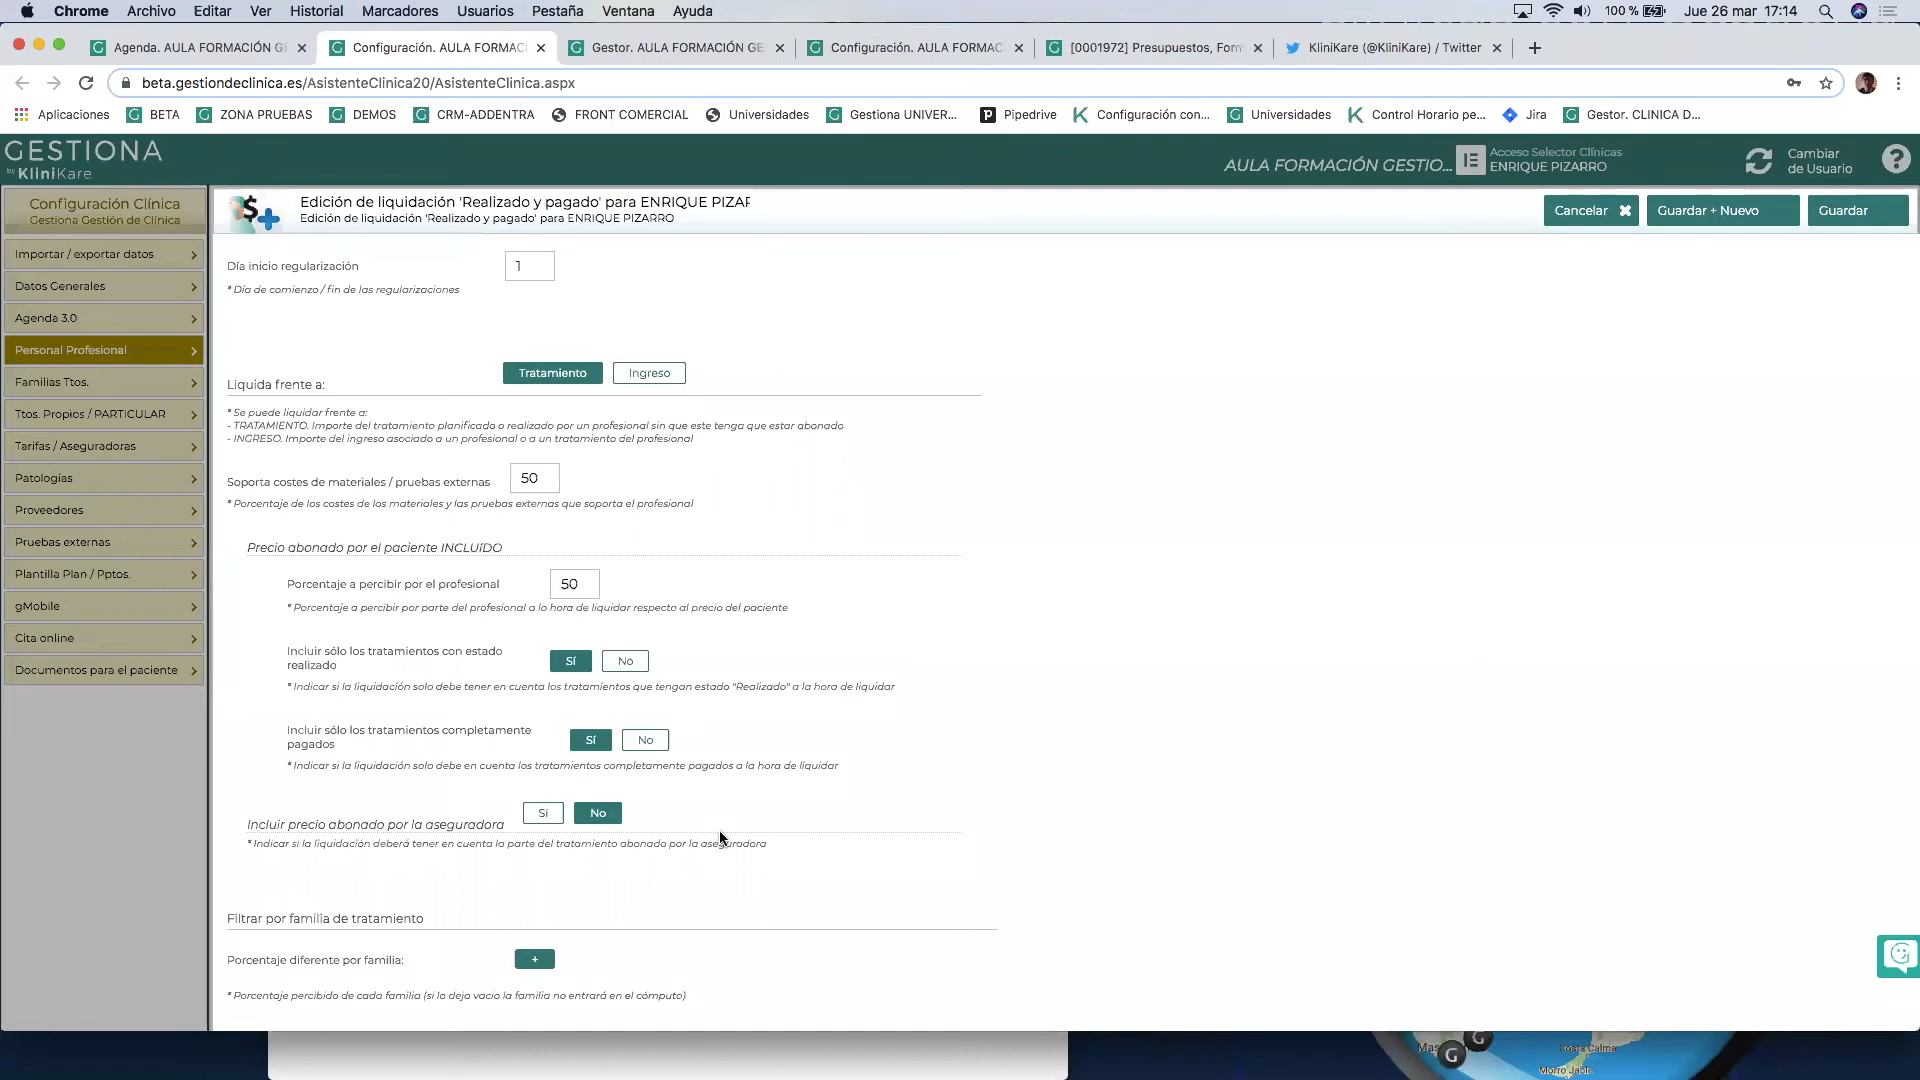 Chrome Archivo Editar Ver Historial Marcadores Usuarios Pestaña Ventana Ayuda 100 % Jue 26 mar 17:14
Agenda. AULA FORMACIÓN G
Configuración. AULA FORMAC
Gestor. AULA FORMACIÓN GE
Configuración. AULA FORMAC
[0001972] Presupuestos, Form
KliniKare (@KliniKare) / Twitter
beta.gestiondeclinica.es/AsistenteClinica20/AsistenteClinica.aspx
Aplicaciones BETA ZONA PRUEBAS DEMOS CRM-ADDENTRA FRONT COMERCIAL Universidades Gestiona UNIVER... Pipedrive Configuración con... Universidades Control Horario pe... Jira Gestor. CLINICA D...
GESTIONA
by KliniKare
AULA FORMACIÓN GESTIO...
Acceso Selector Clínicas
ENRIQUE PIZARRO
Cambiar
de Usuario
?
Configuración Clínica
Gestiona Gestión de Clínica
Importar / exportar datos
Datos Generales
Agenda 3.0
Personal Profesional
Familias Ttos.
Ttos. Propios / PARTICULAR
Tarifas / Aseguradoras
Patologías
Proveedores
Pruebas externas
Plantilla Plan / Pptos.
gMobile
Cita online
Documentos para el paciente
Edición de liquidación 'Realizado y pagado' para ENRIQUE PIZAR
Edición de liquidación 'Realizado y pagado' para ENRIQUE PIZARRO
Cancelar
Guardar + Nuevo
Guardar
Día inicio regularización 1
* Día de comienzo / fin de las regularizaciones
Liquida frente a: Tratamiento Ingreso
* Se puede liquidar frente a:
- TRATAMIENTO. Importe del tratamiento planificado o realizado por un profesional sin que este tenga que estar abonado
- INGRESO. Importe del ingreso asociado a un profesional o a un tratamiento del profesional
Soporta costes de materiales / pruebas externas 50
* Porcentaje de los costes de los materiales y las pruebas externas que soporta el profesional
Precio abonado por el paciente INCLUÍDO
Porcentaje a percibir por el profesional 50
* Porcentaje a percibir por parte del profesional a lo hora de liquidar respecto al precio del paciente
Incluir sólo los tratamientos con estado
realizado Sí No
* Indicar si la liquidación solo debe tener en cuenta los tratamientos que tengan estado "Realizado" a la hora de liquidar
Incluir sólo los tratamientos completamente
pagados Sí No
* Indicar si la liquidación solo debe en cuenta los tratamientos completamente pagados a la hora de liquidar
Incluir precio abonado por la aseguradora Sí No
* Indicar si la liquidación deberá tener en cuenta la parte del tratamiento abonado por la aseguradora
Filtrar por familia de tratamiento
Porcentaje diferente por familia: +
* Porcentaje percibido de cada familia (si lo deja vacio la familia no entrará en el cómputo)
G
G
Costa Calma
Morro Jable